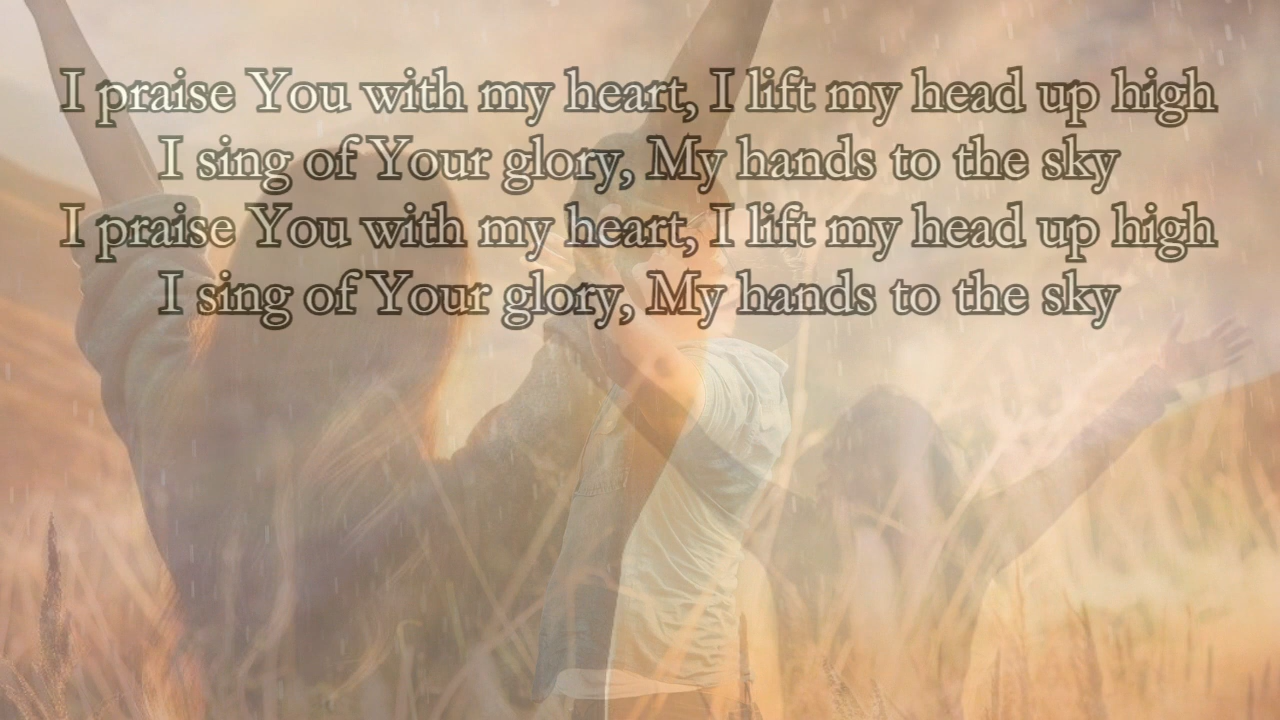 I praise You with my heart, I lift my head up high
I sing of Your glory, My hands to the sky
I praise You with my heart, I lift my head up high
I sing of Your glory, My hands to the sky